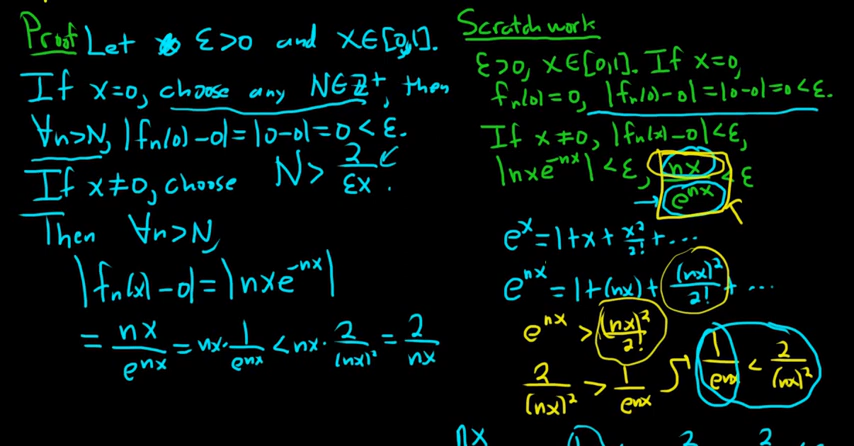 Proof Let ε>0 and x∈[0,1].
If x=0, choose any N∈ℤ⁺, then
∀n>N, |fₙ(0)-0|=|0-0|=0<ε.
If x≠0, choose N > 2/(εx).
Then ∀n>N,
|fₙ(x)-0|=|nxe^(-nx)|
= nx/e^(nx) = nx·1/e^(nx) < nx·2/(nx)² = 2/(nx)
Scratchwork
ε>0, x∈[0,1]. If x=0,
fₙ(0)=0, |fₙ(0)-0|=|0-0|=0<ε.
If x≠0, |fₙ(x)-0|<ε,
|nxe^(-nx)|<ε, nx/e^(nx) < ε
e^x=1+x+x²/2!+...
e^(nx)=1+(nx)+(nx)²/2!+...
e^(nx) > (nx)²/2!
2/(nx)² > 1/e^(nx) 1/e^(nx) < 2/(nx)²
nx